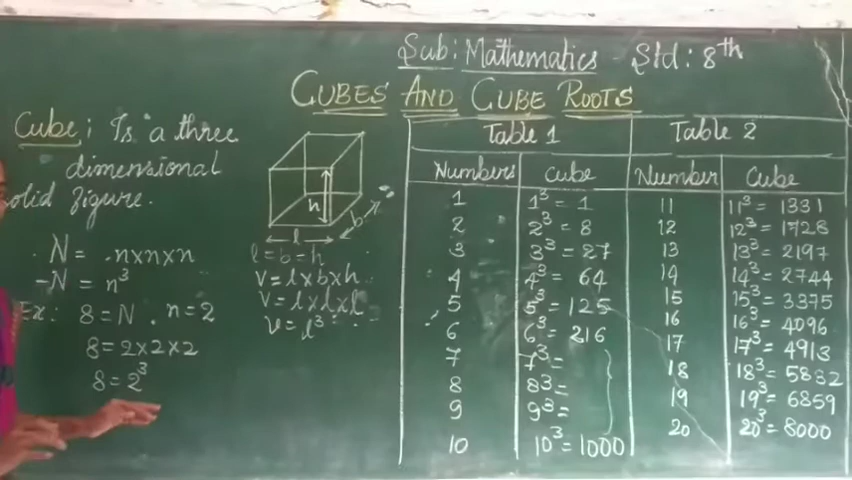 Sub: Mathematics - Std: 8th
CUBES AND CUBE ROOTS
Cube: Is a three
dimensional
solid figure.
N = n×n×n
N = n³
Ex: 8 = N . n = 2
8 = 2×2×2
8 = 2³
h
l
b
l = b = h
V = l×b×h
V = l×l×l
V = l³
Table 1
Numbers Cube
1 1³ = 1
2 2³ = 8
3 3³ = 27
4 4³ = 64
5 5³ = 125
6 6³ = 216
7 7³ =
8 8³ =
9 9³ =
10 10³ = 1000
Table 2
Number Cube
11 11³ = 1331
12 12³ = 1728
13 13³ = 2197
14 14³ = 2744
15 15³ = 3375
16 16³ = 4096
17 17³ = 4913
18 18³ = 5832
19 19³ = 6859
20 20³ = 8000